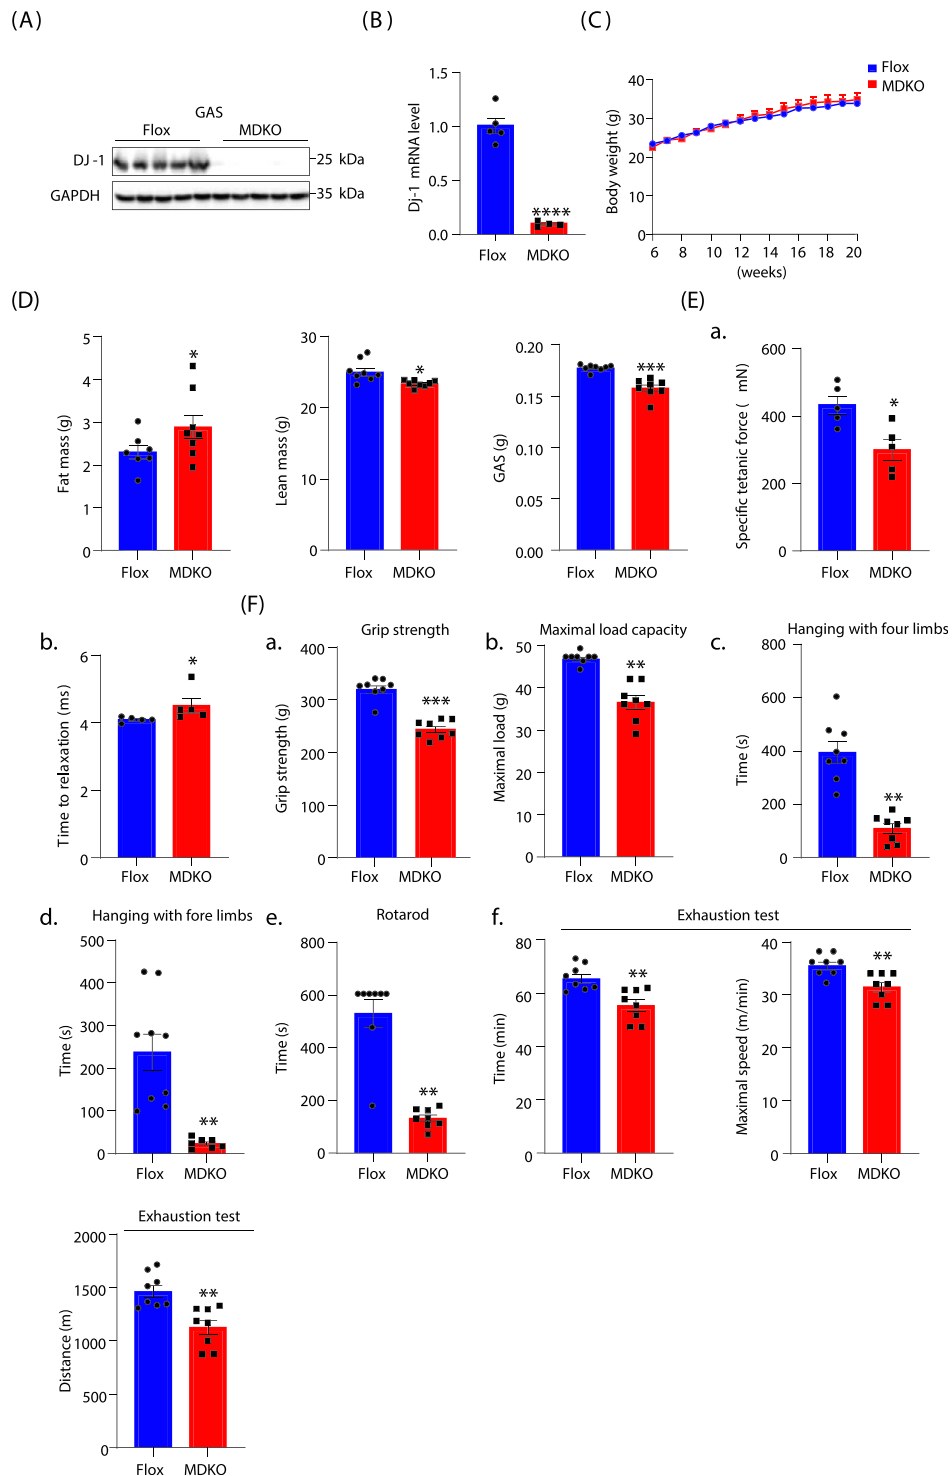 (A)
GAS
Flox MDKO
DJ-1
25 kDa
GAPDH
35 kDa
(B)
Dj-1 mRNA level
1.5
1.0
0.5
0.0
****
Flox MDKO
(C)
Flox
MDKO
Body weight (g)
40
30
20
10
0
6 8 10 12 14 16 18 20
(weeks)
(D)
Fat mass (g)
5
4
3
2
1
0
*
Flox MDKO
Lean mass (g)
30
20
10
0
*
Flox MDKO
GAS (g)
0.20
0.15
0.10
0.05
0.00
***
Flox MDKO
(E)
a.
Specific tetanic force ( mN)
600
400
200
0
*
Flox MDKO
b.
Time to relaxation (ms)
6
4
2
0
*
Flox MDKO
(F)
a.
Grip strength
Grip strength (g)
400
300
200
100
0
***
Flox MDKO
b.
Maximal load capacity
Maximal load (g)
50
40
30
20
10
0
**
Flox MDKO
c.
Hanging with four limbs
Time (s)
800
600
400
200
0
**
Flox MDKO
d.
Hanging with fore limbs
Time (s)
500
400
300
200
100
0
**
Flox MDKO
e.
Rotarod
Time (s)
800
600
400
200
0
**
Flox MDKO
f.
Exhaustion test
Time (min)
80
60
40
20
0
**
Flox MDKO
Maximal speed (m/min)
40
30
20
10
0
**
Flox MDKO
Exhaustion test
Distance (m)
2000
1500
1000
500
0
**
Flox MDKO